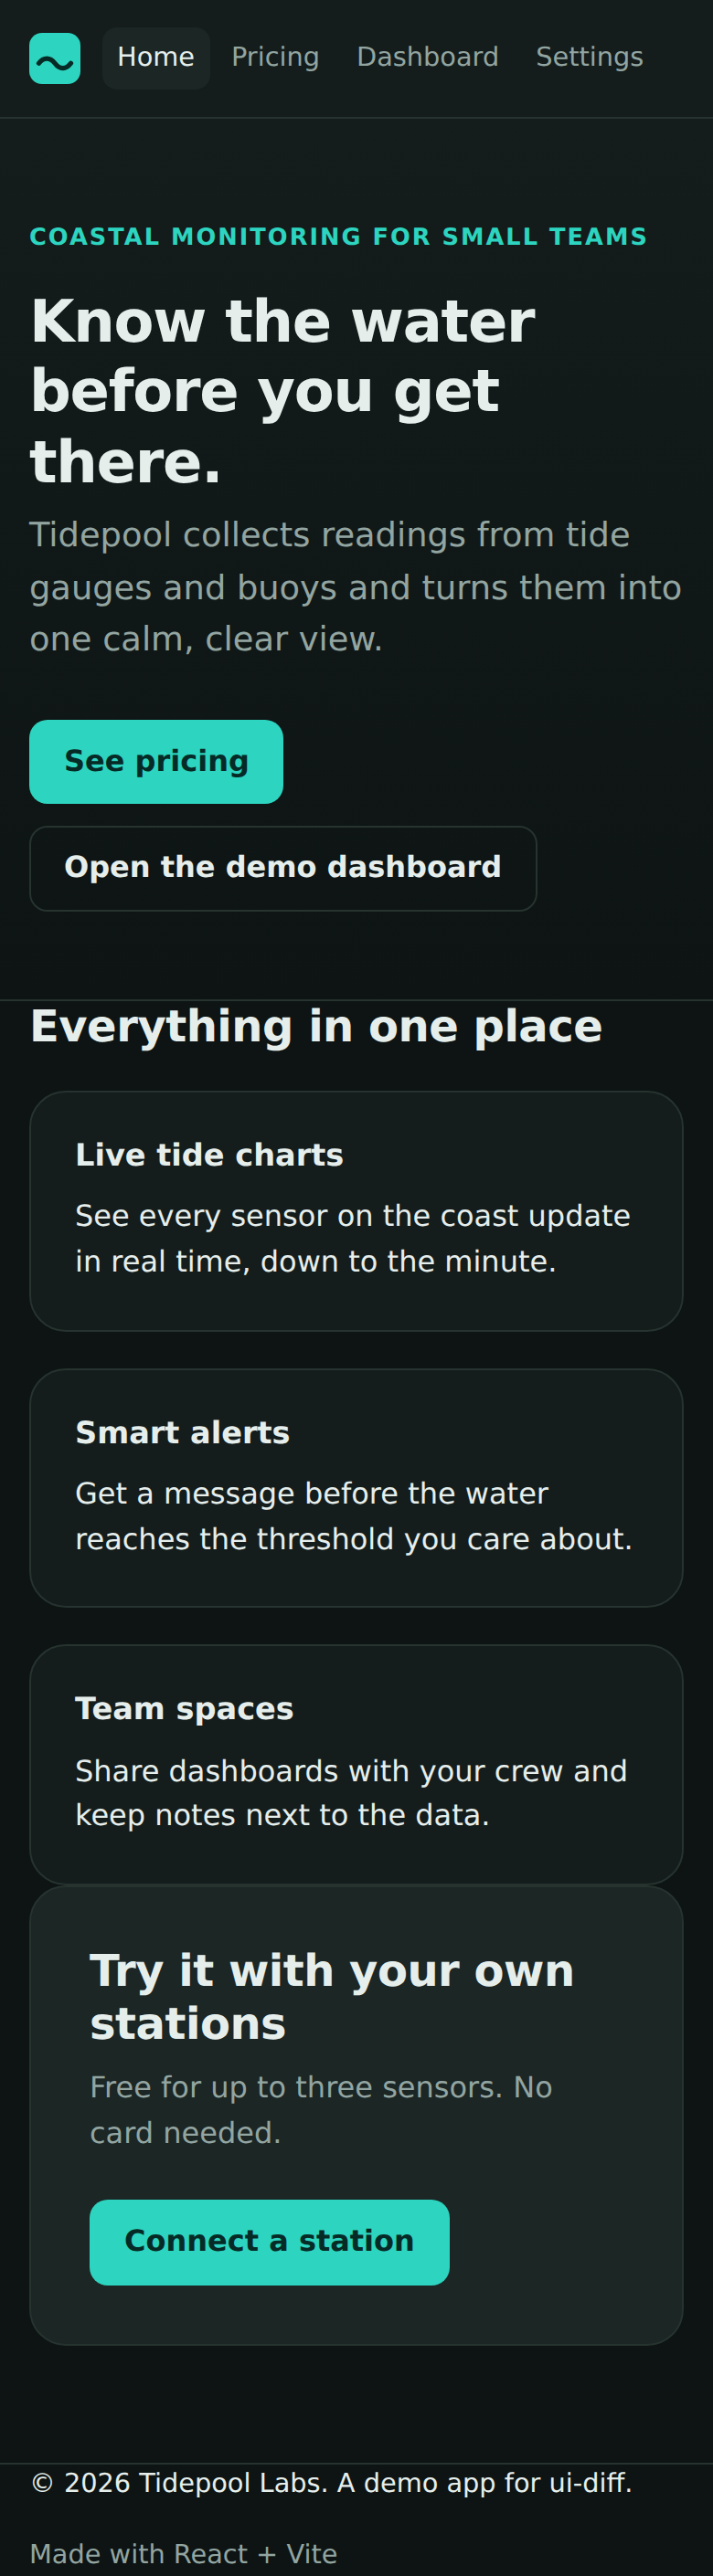 Home Pricing Dashboard Settings
COASTAL MONITORING FOR SMALL TEAMS
Know the water
before you get
there.
Tidepool collects readings from tide
gauges and buoys and turns them into
one calm, clear view.
See pricing
Open the demo dashboard
Everything in one place
Live tide charts
See every sensor on the coast update
in real time, down to the minute.
Smart alerts
Get a message before the water
reaches the threshold you care about.
Team spaces
Share dashboards with your crew and
keep notes next to the data.
Try it with your own
stations
Free for up to three sensors. No
card needed.
Connect a station
© 2026 Tidepool Labs. A demo app for ui-diff.
Made with React + Vite